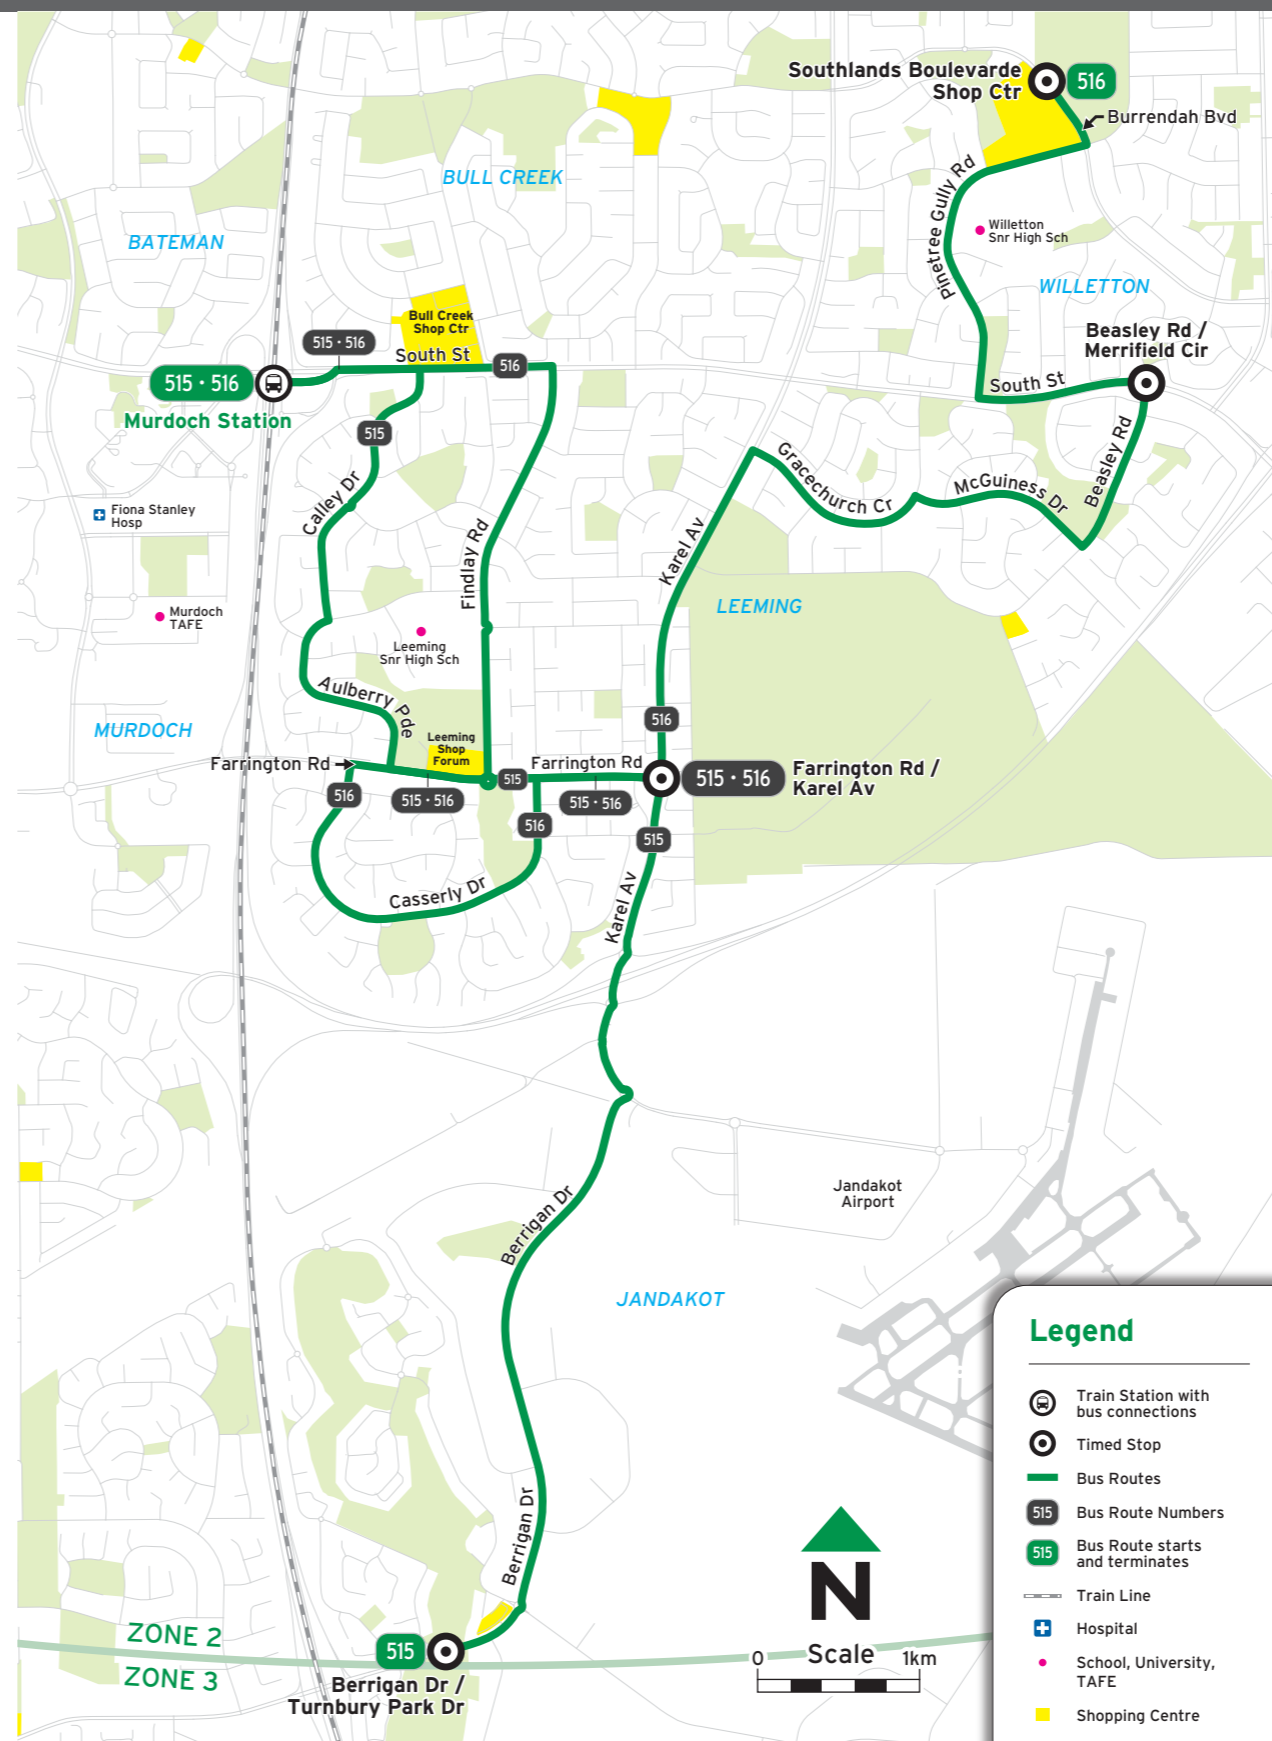 Southlands Boulevarde
Shop Ctr
516
Burrendah Bvd
BULL CREEK
Pinetree Gully Rd
Willetton
Snr High Sch
BATEMAN
WILLETTON
Bull Creek
Shop Ctr
Beasley Rd /
Merrifield Cir
515 • 516
South St
516
515 • 516
Murdoch Station
South St
515
Beasley Rd
Gracechurch Cr
McGuiness Dr
Calley Dr
Fiona Stanley
Hosp
Findlay Rd
Karel Av
Murdoch
TAFE
LEEMING
Leeming
Snr High Sch
Aulberry Pde
516
MURDOCH
Leeming
Shop
Forum
Farrington Rd
Farrington Rd
515
515 • 516
Farrington Rd /
Karel Av
516
515 • 516
515 • 516
516
515
Casserly Dr
Karel Av
Jandakot
Airport
Berrigan Dr
JANDAKOT
Legend
Train Station with
bus connections
Timed Stop
Bus Routes
515
Bus Route Numbers
515
Bus Route starts
and terminates
Train Line
Hospital
School, University,
TAFE
Shopping Centre
Berrigan Dr
N
Scale
0
1km
ZONE 2
ZONE 3
515
Berrigan Dr /
Turnbury Park Dr